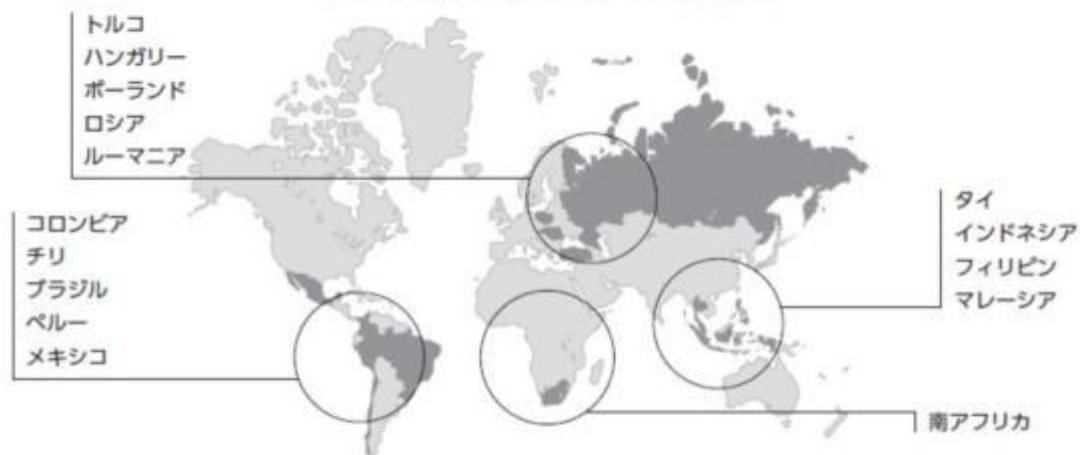 トルコ
ハンガリー
ポーランド
ロシア
ルーマニア
コロンビア
チリ
ブラジル
ペルー
メキシコ
タイ
インドネシア
フィリピン
マレーシア
南アフリカ